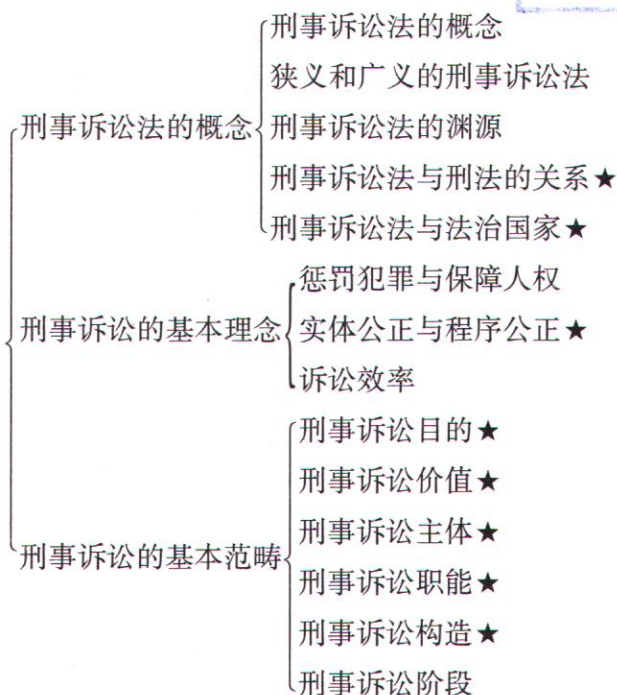 刑事诉讼法的概念
刑事诉讼法的概念
狭义和广义的刑事诉讼法
刑事诉讼法的渊源
刑事诉讼法与刑法的关系★
刑事诉讼法与法治国家★
刑事诉讼的基本理念
惩罚犯罪与保障人权
实体公正与程序公正★
诉讼效率
刑事诉讼的基本范畴
刑事诉讼目的★
刑事诉讼价值★
刑事诉讼主体★
刑事诉讼职能★
刑事诉讼构造★
刑事诉讼阶段